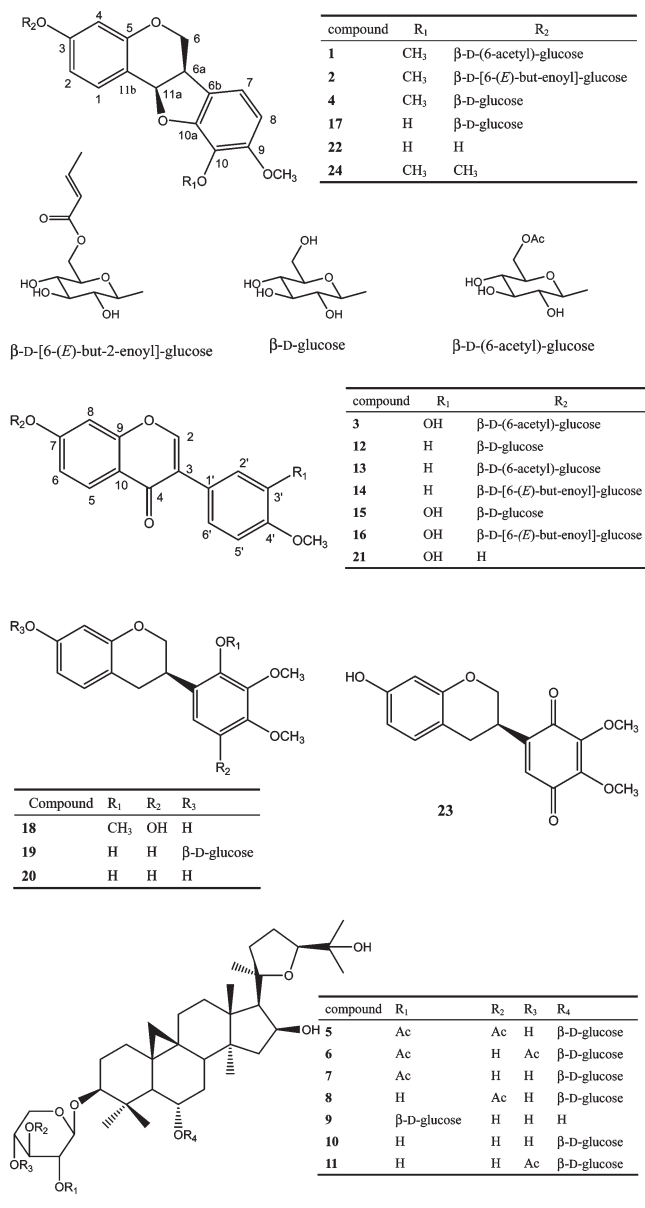 R₂O 4 5 O 6
3
2 1 11b 11a 6a 6b 7
8
O 10a 10 9
R₁O OCH₃
compound R₁ R₂
1 CH₃ β-D-(6-acetyl)-glucose
2 CH₃ β-D-[6-(E)-but-enoyl]-glucose
4 CH₃ β-D-glucose
17 H β-D-glucose
22 H H
24 CH₃ CH₃
O O
O
HO HO OH
β-D-[6-(E)-but-2-enoyl]-glucose
OH
O
HO HO OH
β-D-glucose
OAc
O
HO HO OH
β-D-(6-acetyl)-glucose
R₂O 8 9 O
7 2
6 5 10 4 3 1' 2' R₁
3'
O 6' 5' 4' OCH₃
compound R₁ R₂
3 OH β-D-(6-acetyl)-glucose
12 H β-D-glucose
13 H β-D-(6-acetyl)-glucose
14 H β-D-[6-(E)-but-enoyl]-glucose
15 OH β-D-glucose
16 OH β-D-[6-(E)-but-enoyl]-glucose
21 OH H
R₃O O OR₁
OCH₃
OCH₃
R₂
Compound R₁ R₂ R₃
18 CH₃ OH H
19 H H β-D-glucose
20 H H H
HO O O
OCH₃
OCH₃
O
23
OH
O
OH
O O
OR₂
OR₃
OR₁
OR₄
compound R₁ R₂ R₃ R₄
5 Ac Ac H β-D-glucose
6 Ac H Ac β-D-glucose
7 Ac H H β-D-glucose
8 H Ac H β-D-glucose
9 β-D-glucose H H H
10 H H H β-D-glucose
11 H H Ac β-D-glucose